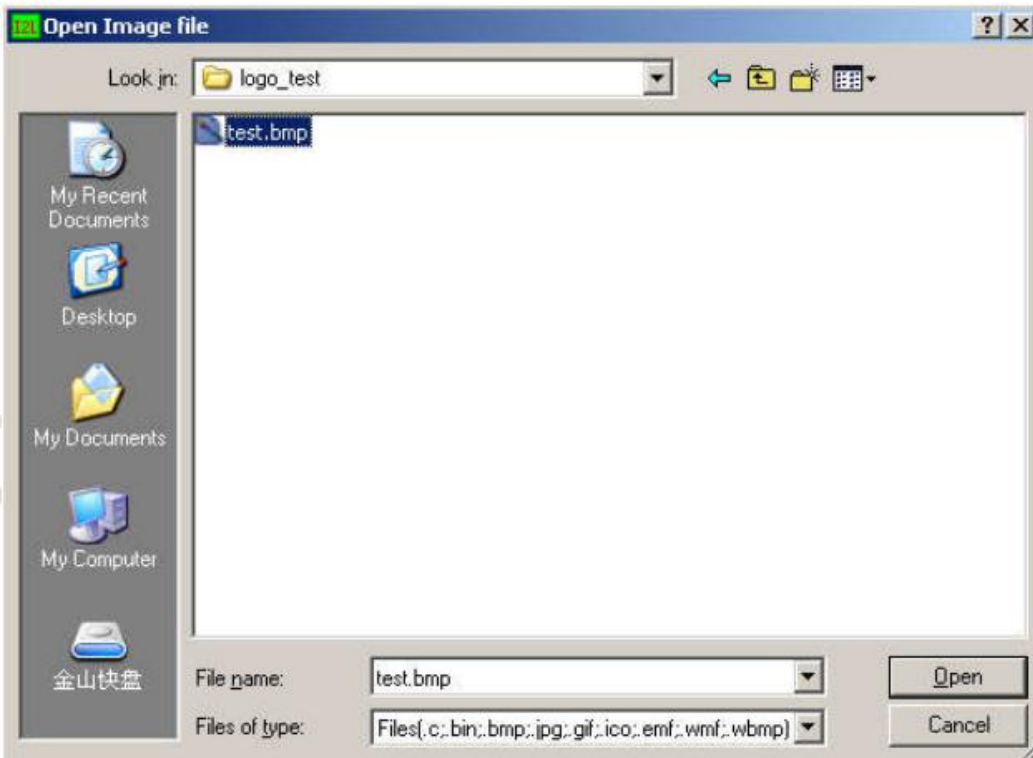 I2L Open Image file
Look in: logo_test
test.bmp
My Recent
Documents
Desktop
My Documents
My Computer
金山快盘
File name: test.bmp Open
Files of type: Files(.c;.bin;.bmp;.jpg;.gif;.ico;.emf;.wmf;.wbmp) Cancel